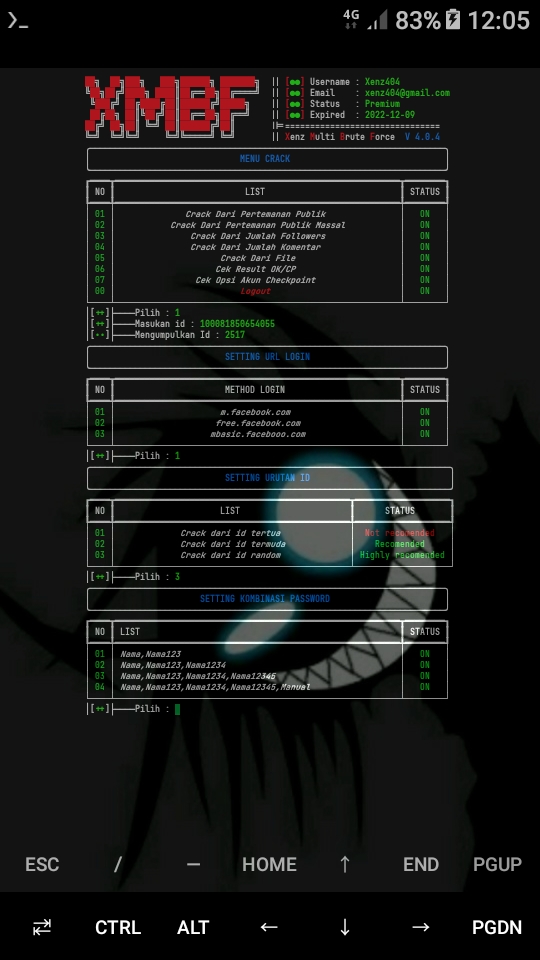 4G 83% 12:05
XMBF
|| [●●] Username : Xenz404
|| [●●] Email : xenz404@gmail.com
|| [●●] Status : Premium
|| [●●] Expired : 2022-12-09
||==============================
|| Xenz Multi Brute Force V 4.0.4
MENU CRACK
NO LIST STATUS
01 Crack Dari Pertemanan Publik ON
02 Crack Dari Pertemanan Publik Massal ON
03 Crack Dari Jumlah Followers ON
04 Crack Dari Jumlah Komentar ON
05 Crack Dari File ON
06 Cek Result OK/CP ON
07 Cek Opsi Akun Checkpoint ON
00 Logout ON
[++]Pilih : 1
[++]Masukan id : 100081850654055
[++]Mengumpulkan Id : 2517
SETTING URL LOGIN
NO METHOD LOGIN STATUS
01 m.facebook.com ON
02 free.facebook.com ON
03 mbasic.facebooo.com ON
[++]Pilih : 1
SETTING URUTAN ID
NO LIST STATUS
01 Crack dari id tertua Not recomended
02 Crack dari id termuda Recomended
03 Crack dari id random Highly recomended
[++]Pilih : 3
SETTING KOMBINASI PASSWORD
NO LIST STATUS
01 Nama,Nama123 ON
02 Nama,Nama123,Nama1234 ON
03 Nama,Nama123,Nama1234,Nama12345 ON
04 Nama,Nama123,Nama1234,Nama12345,Manual ON
[++]Pilih :
ESC / — HOME ↑ END PGUP
⇄ CTRL ALT ← ↓ → PGDN